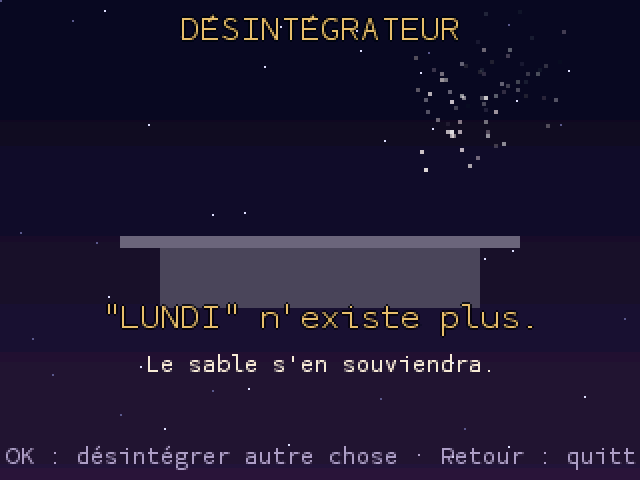 DÉSINTÉGRATEUR
"LUNDI" n'existe plus.
Le sable s'en souviendra.
OK : désintégrer autre chose · Retour : quitt